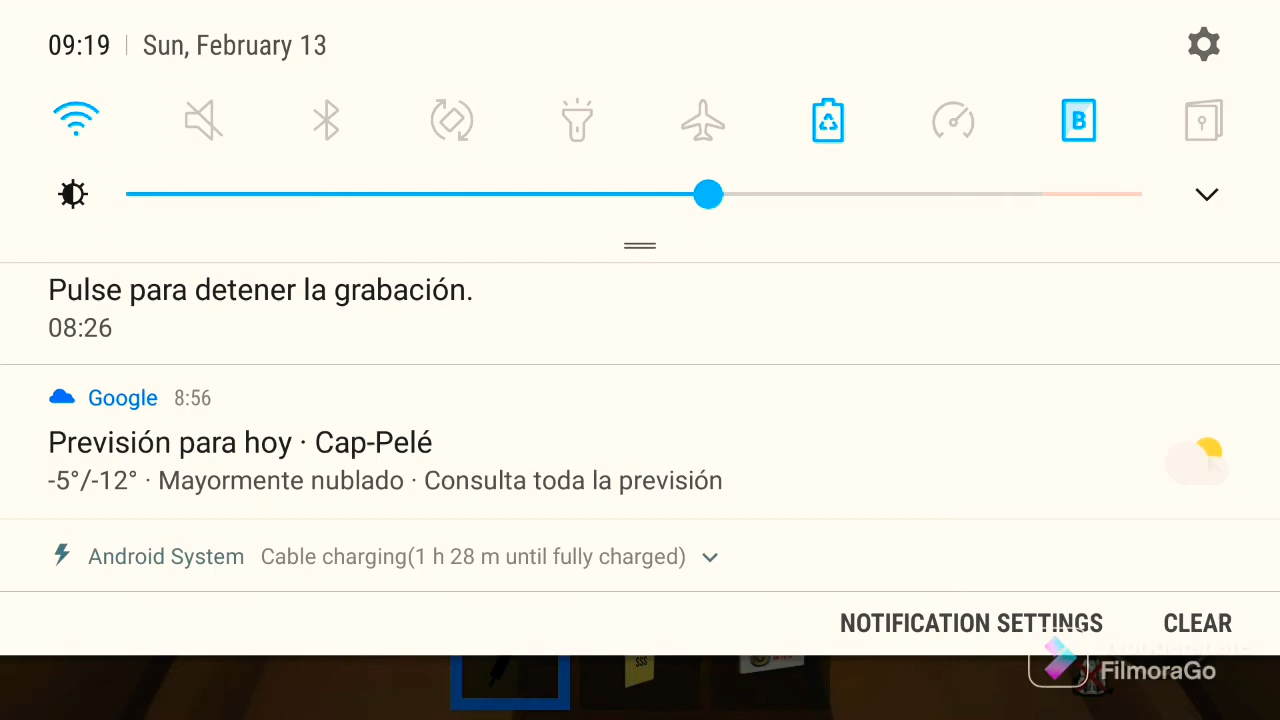 09:19 | Sun, February 13
B
Pulse para detener la grabación.
08:26
Google 8:56
Previsión para hoy · Cap-Pelé
-5°/-12° · Mayormente nublado · Consulta toda la previsión
Android System Cable charging(1 h 28 m until fully charged)
NOTIFICATION SETTINGS CLEAR
$$$
FilmoraGo